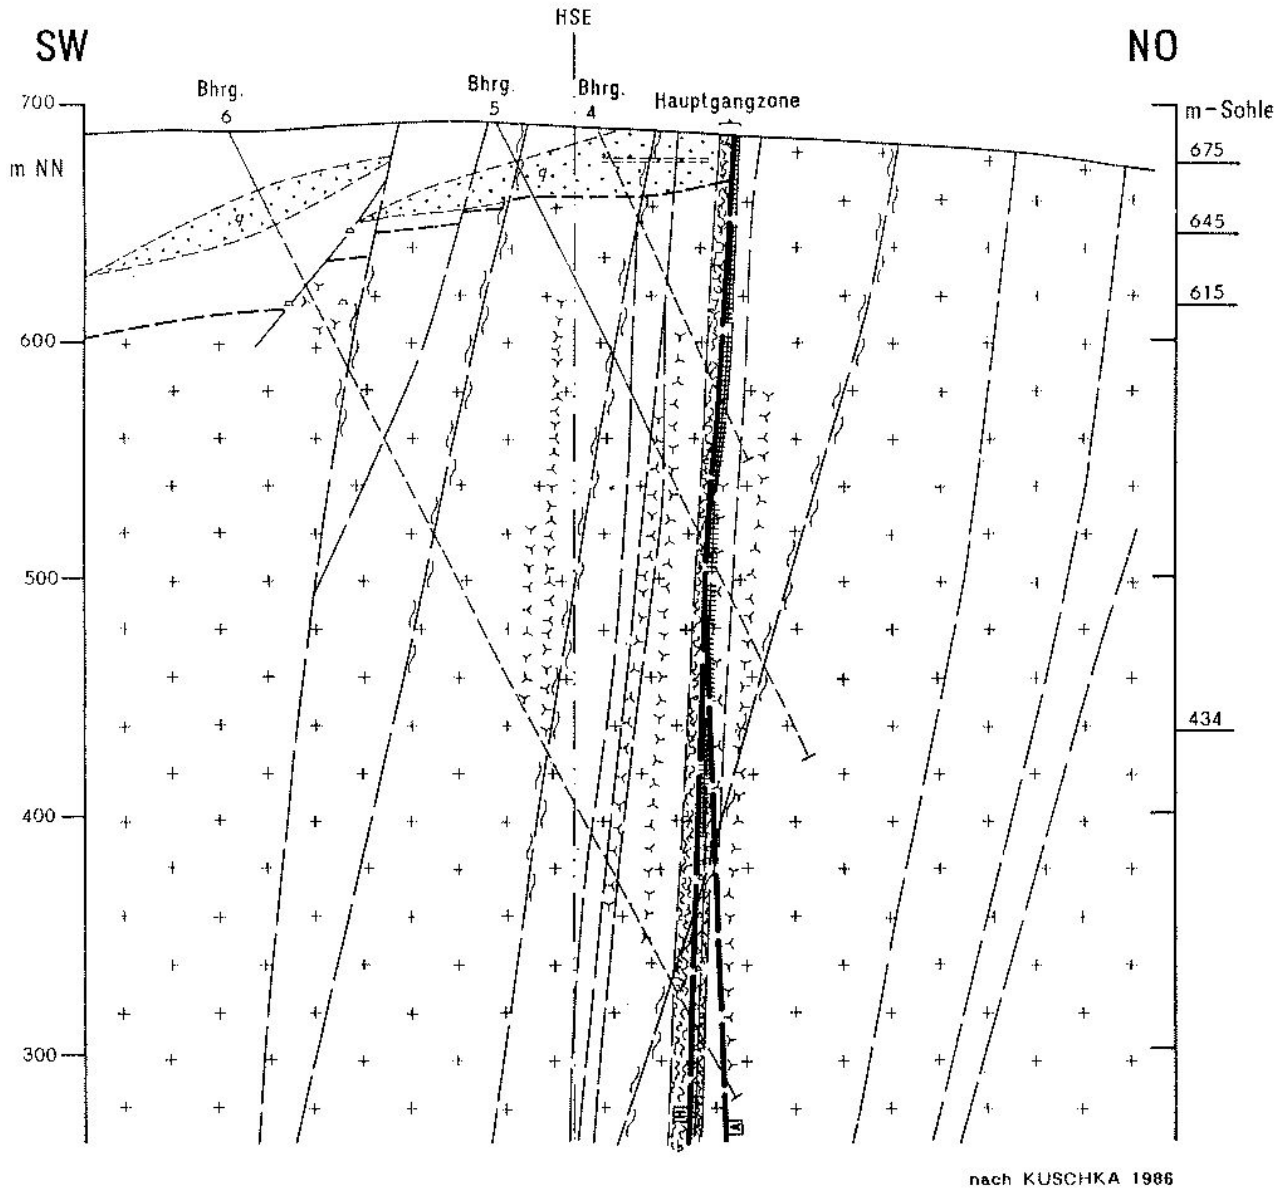 HSE
SW
NO
Bhrg.
6
Bhrg.
5
Bhrg.
4
Hauptgangzone
700
m NN
m-Sohle
675
q
q
645
615
600
500
434
400
300
B
A
nach KUSCHKA 1986